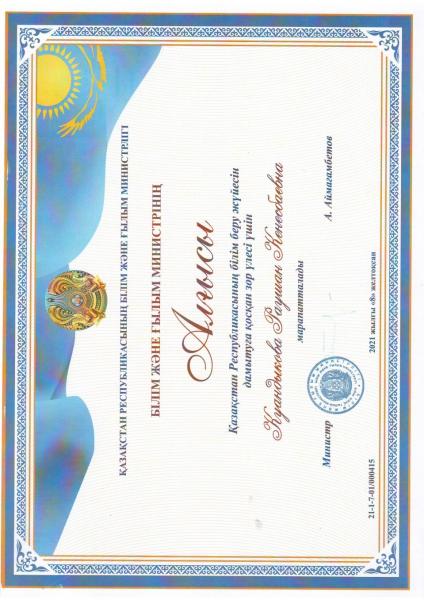 ҚАЗАҚСТАН РЕСПУБЛИКАСЫНЫҢ БІЛІМ ЖӘНЕ ҒЫЛЫМ МИНИСТРЛІГІ
БІЛІМ ЖӘНЕ ҒЫЛЫМ МИНИСТРІНІҢ
Алғысы
Қазақстан Республикасының білім беру жүйесін
дамытуға қосқан зор үлесі үшін
Куандыкова Раушан Кенесбаевна
марапатталады
Министр А. Аймағамбетов
21-1-7-01/000415 2021 жылғы «8» желтоқсан